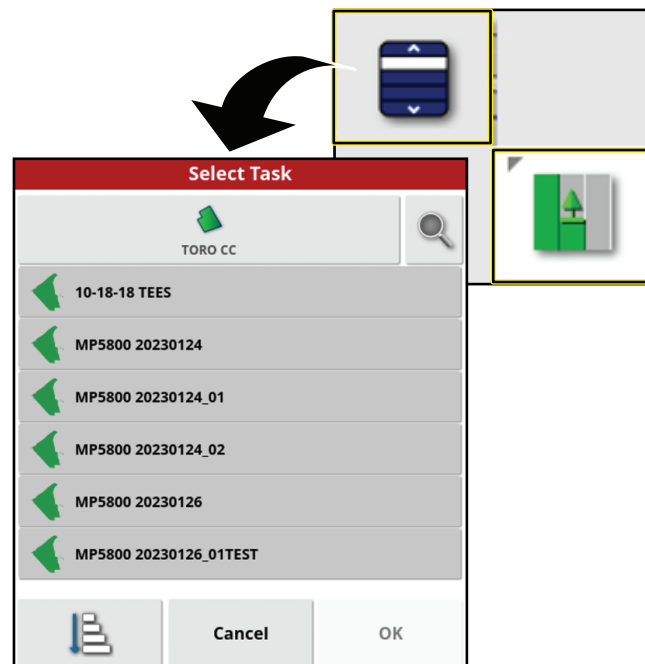 Select Task
TORO CC
10-18-18 TEES
MP5800 20230124
MP5800 20230124_01
MP5800 20230124_02
MP5800 20230126
MP5800 20230126_01TEST
Cancel
OK